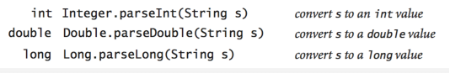 int Integer.parseInt(String s) convert s to an int value
double Double.parseDouble(String s) convert s to a double value
long Long.parseLong(String s) convert s to a long value